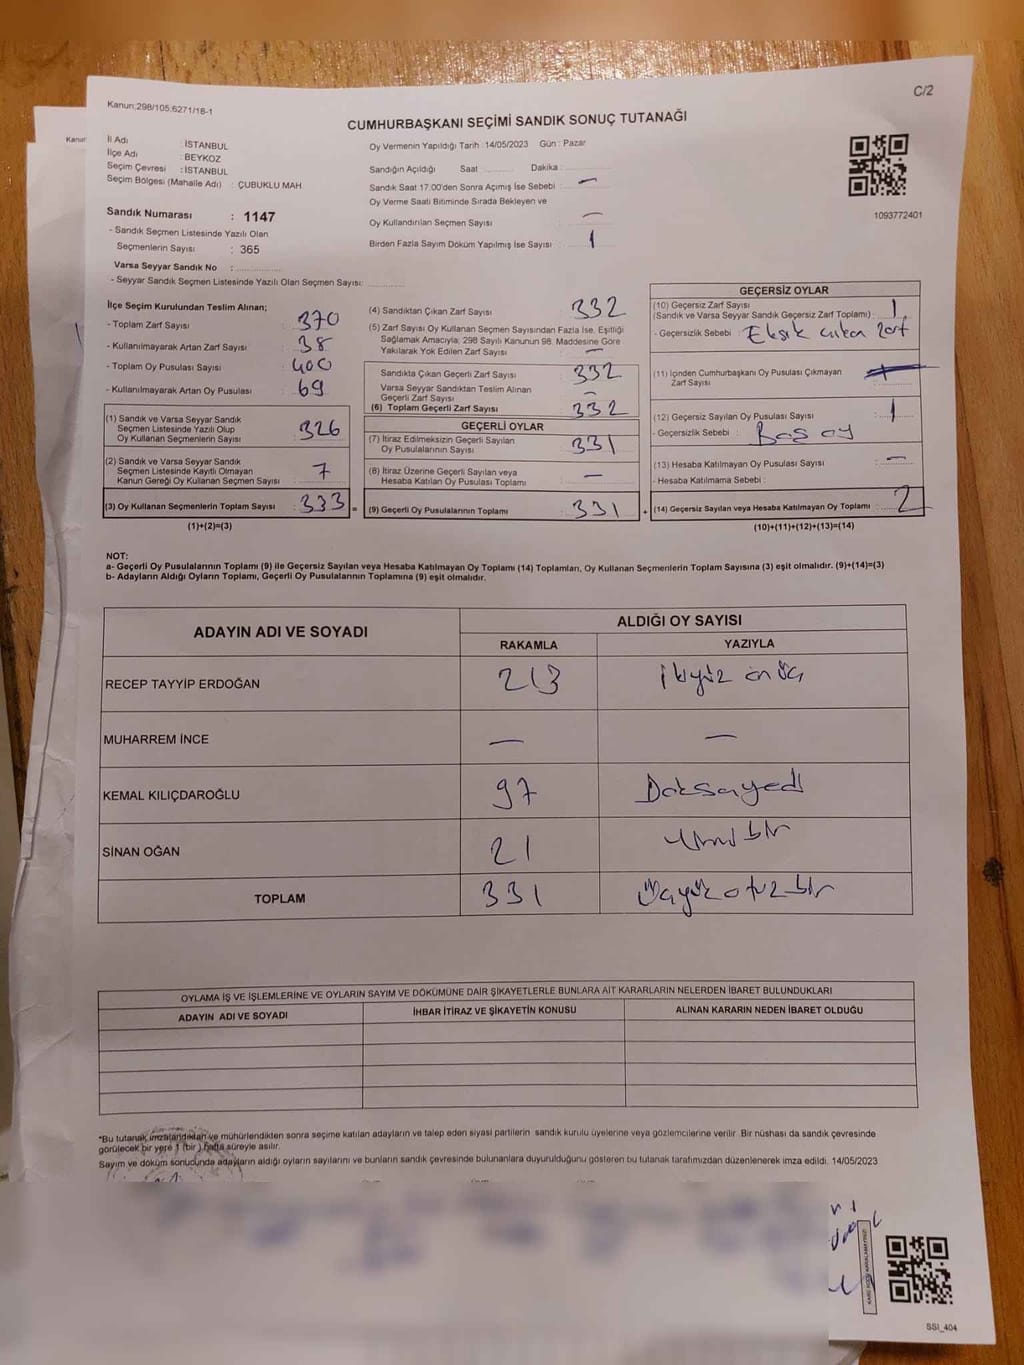 C/2
Kanun;298/105;6271/18-1
CUMHURBAŞKANI SEÇİMİ SANDIK SONUÇ TUTANAĞI
İl Adı : İSTANBUL
İlçe Adı : BEYKOZ
Seçim Çevresi : İSTANBUL
Seçim Bölgesi (Mahalle Adı) : ÇUBUKLU MAH.
Sandık Numarası : 1147
- Sandık Seçmen Listesinde Yazılı Olan
Seçmenlerin Sayısı : 365
Varsa Seyyar Sandık No :
- Seyyar Sandık Seçmen Listesinde Yazılı Olan Seçmen Sayısı:
Oy Vermenin Yapıldığı Tarih :14/05/2023 Gün : Pazar
Sandığın Açıldığı Saat Dakika
Sandık Saat 17.00'den Sonra Açımış İse Sebebi : —
Oy Verme Saati Bitiminde Sırada Bekleyen ve
Oy Kullandırılan Seçmen Sayısı : —
Birden Fazla Sayım Döküm Yapılmış İse Sayısı : 1
1093772401
İlçe Seçim Kurulundan Teslim Alınan;
- Toplam Zarf Sayısı : 370
- Kullanılmayarak Artan Zarf Sayısı : 38
- Toplam Oy Pusulası Sayısı : 400
- Kullanılmayarak Artan Oy Pusulası : 69
(1) Sandık ve Varsa Seyyar Sandık
Seçmen Listesinde Yazılı Olup
Oy Kullanan Seçmenlerin Sayısı : 326
(2) Sandık ve Varsa Seyyar Sandık
Seçmen Listesinde Kayıtlı Olmayan
Kanun Gereği Oy Kullanan Seçmen Sayısı : 7
(3) Oy Kullanan Seçmenlerin Toplam Sayısı : 333 =
(1)+(2)=(3)
(4) Sandıktan Çıkan Zarf Sayısı : 332
(5) Zarf Sayısı Oy Kullanan Seçmen Sayısından Fazla İse, Eşitliği
Sağlamak Amacıyla; 298 Sayılı Kanunun 98. Maddesine Göre
Yakılarak Yok Edilen Zarf Sayısı : —
Sandıkta Çıkan Geçerli Zarf Sayısı : 332
Varsa Seyyar Sandıktan Teslim Alınan
Geçerli Zarf Sayısı : —
(6) Toplam Geçerli Zarf Sayısı : 332
GEÇERLİ OYLAR
(7) İtiraz Edilmeksizin Geçerli Sayılan
Oy Pusulalarının Sayısı : 331
(8) İtiraz Üzerine Geçerli Sayılan veya
Hesaba Katılan Oy Pusulası Toplamı : —
(9) Geçerli Oy Pusulalarının Toplamı : 331 +
GEÇERSİZ OYLAR
(10) Geçersiz Zarf Sayısı
(Sandık ve Varsa Seyyar Sandık Geçersiz Zarf Toplamı) : 1
- Geçersizlik Sebebi : Eksik çıkan zarf
(11) İçinden Cumhurbaşkanı Oy Pusulası Çıkmayan
Zarf Sayısı
(12) Geçersiz Sayılan Oy Pusulası Sayısı : 1
- Geçersizlik Sebebi : Boş oy
(13) Hesaba Katılmayan Oy Pusulası Sayısı : —
- Hesaba Katılmama Sebebi :
(14) Geçersiz Sayılan veya Hesaba Katılmayan Oy Toplamı : 2
(10)+(11)+(12)+(13)=(14)
NOT:
a- Geçerli Oy Pusulalarının Toplamı (9) ile Geçersiz Sayılan veya Hesaba Katılmayan Oy Toplamı (14) Toplamları, Oy Kullanan Seçmenlerin Toplam Sayısına (3) eşit olmalıdır. (9)+(14)=(3)
b- Adayların Aldığı Oyların Toplamı, Geçerli Oy Pusulalarının Toplamına (9) eşit olmalıdır.
ADAYIN ADI VE SOYADI ALDIĞI OY SAYISI
RAKAMLA YAZIYLA
RECEP TAYYİP ERDOĞAN 213 ikiyüz onüç
MUHARREM İNCE — —
KEMAL KILIÇDAROĞLU 97 Doksanyedi
SİNAN OĞAN 21 Yirmi bir
TOPLAM 331 Üçyüz otuz bir
OYLAMA İŞ VE İŞLEMLERİNE VE OYLARIN SAYIM VE DÖKÜMÜNE DAİR ŞİKAYETLERLE BUNLARA AİT KARARLARIN NELERDEN İBARET BULUNDUKLARI
ADAYIN ADI VE SOYADI İHBAR İTİRAZ VE ŞİKAYETİN KONUSU ALINAN KARARIN NEDEN İBARET OLDUĞU
*Bu tutanak imzalandıktan ve mühürlendikten sonra seçime katılan adayların ve talep eden siyasi partilerin sandık kurulu üyelerine veya gözlemcilerine verilir. Bir nüshası da sandık çevresinde
görülecek bir yere 1 (bir) hafta süreyle asılır.
Sayım ve döküm sonucunda adayların aldığı oyların sayılarını ve bunların sandık çevresinde bulunanlara duyurulduğunu gösteren bu tutanak tarafımızdan düzenlenerek imza edildi. 14/05/2023
SSI_404